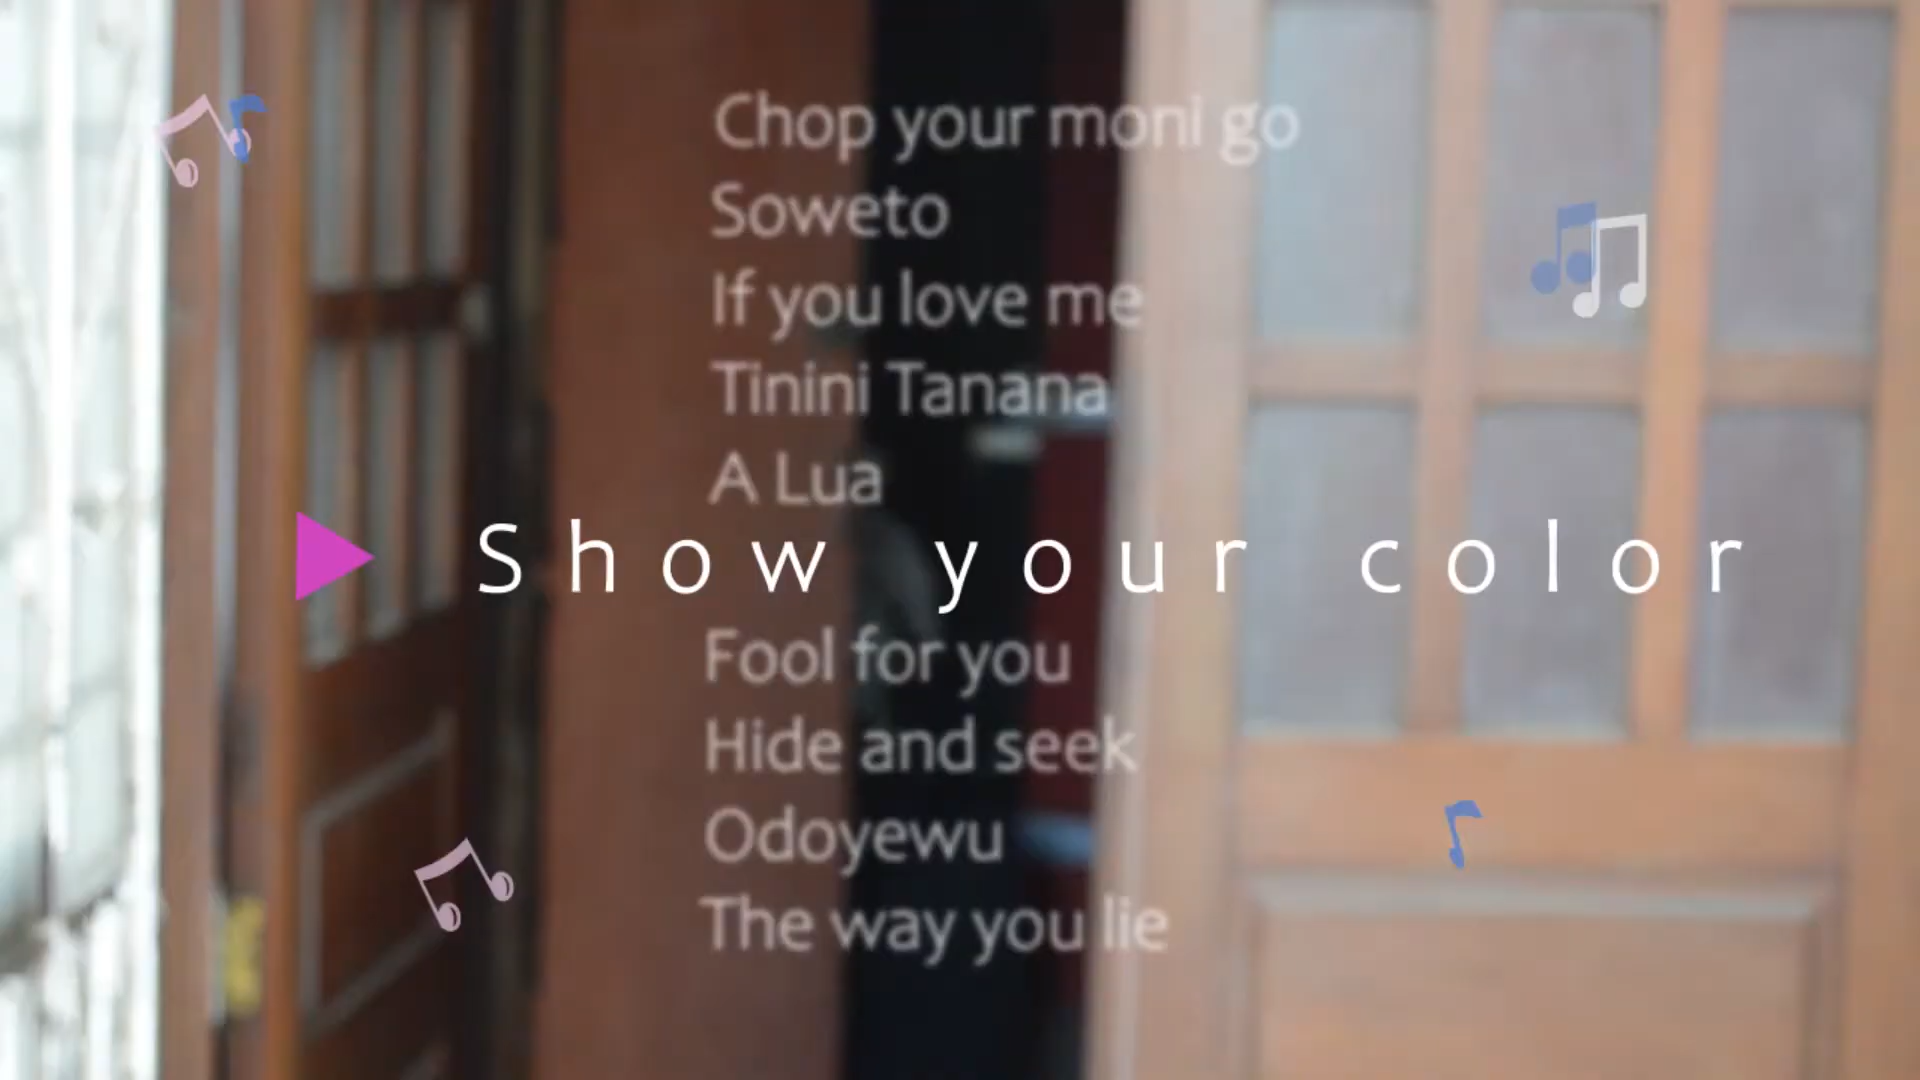 Chop your moni go
Soweto
If you love me
Tinini Tanana
A Lua
Show your color
Fool for you
Hide and seek
Odoyewu
The way you lie